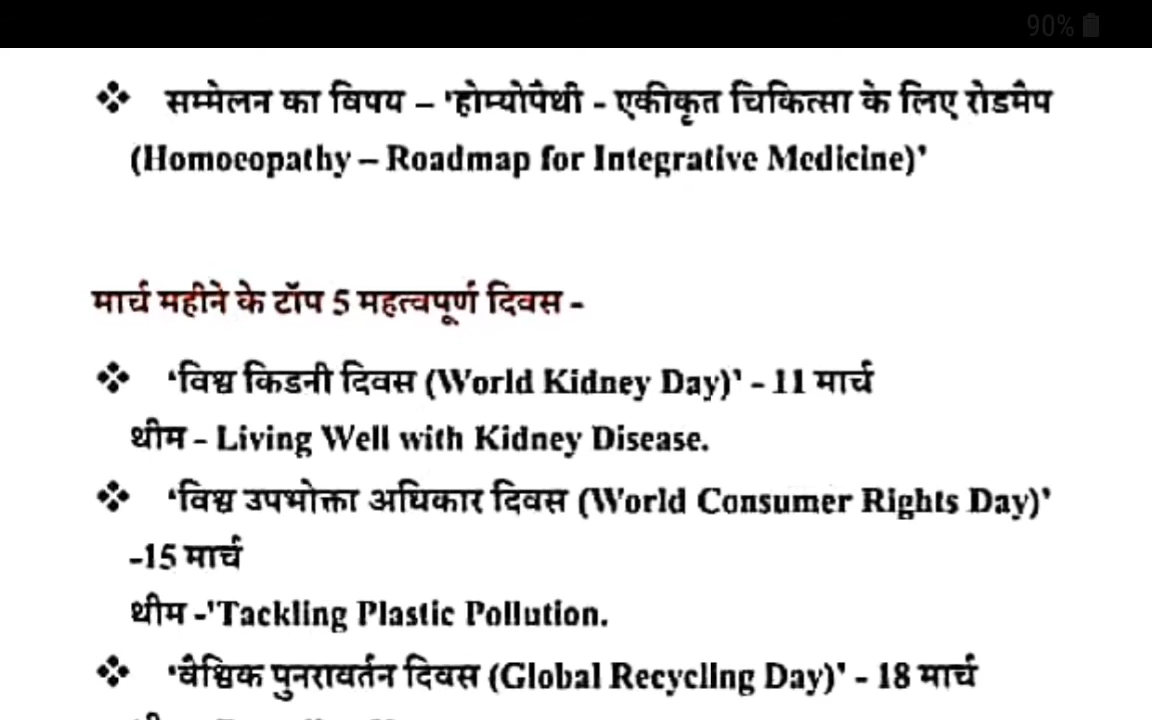 90%
❖ सम्मेलन का विषय – 'होम्योपैथी - एकीकृत चिकित्सा के लिए रोडमैप
(Homoeopathy – Roadmap for Integrative Medicine)'
मार्च महीने के टॉप 5 महत्वपूर्ण दिवस -
❖ ‘विश्व किडनी दिवस (World Kidney Day)’ - 11 मार्च
थीम - Living Well with Kidney Disease.
❖ ‘विश्व उपभोक्ता अधिकार दिवस (World Consumer Rights Day)’
-15 मार्च
थीम -'Tackling Plastic Pollution.
❖ ‘वैश्विक पुनरावर्तन दिवस (Global Recycling Day)’ - 18 मार्च